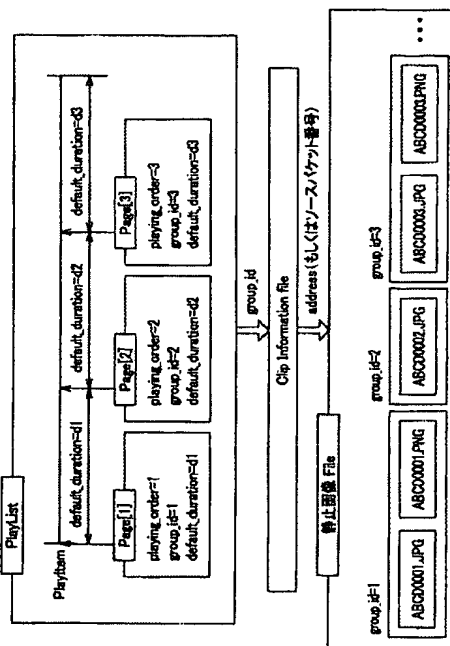 PlayList
PlayItem
default_duration=d1
default_duration=d2
default_duration=d3
Page[1]
playing_order=1
group_id=1
default_duration=d1
Page[2]
playing_order=2
group_id=2
default_duration=d2
Page[3]
playing_order=3
group_id=3
default_duration=d3
group_id
Clip Information file
address(もしくはソースパケット番号)
静止画像 File
group_id=1
ABCD0001.JPG
ABCD0001.PNG
group_id=2
ABCD0002.JPG
group_id=3
ABCD0003.JPG
ABCD0003.PNG
•••